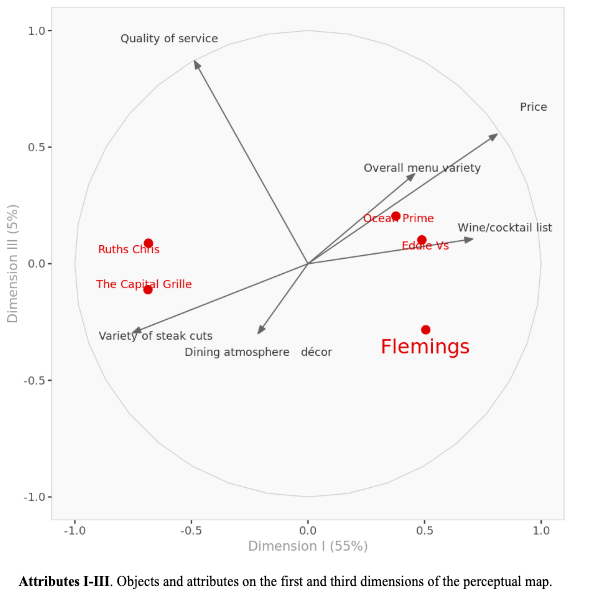 1.0
Quality of service
Price
0.5
Overall menu variety
Ocean Prime
Wine/cocktail list
Eddie Vs
Ruths Chris
0.0
The Capital Grille
Variety of steak cuts
Dining atmosphere décor
Flemings
-0.5
-1.0
-1.0 -0.5 0.0 0.5 1.0
Dimension I (55%)
Dimension III (5%)
Attributes I-III. Objects and attributes on the first and third dimensions of the perceptual map.